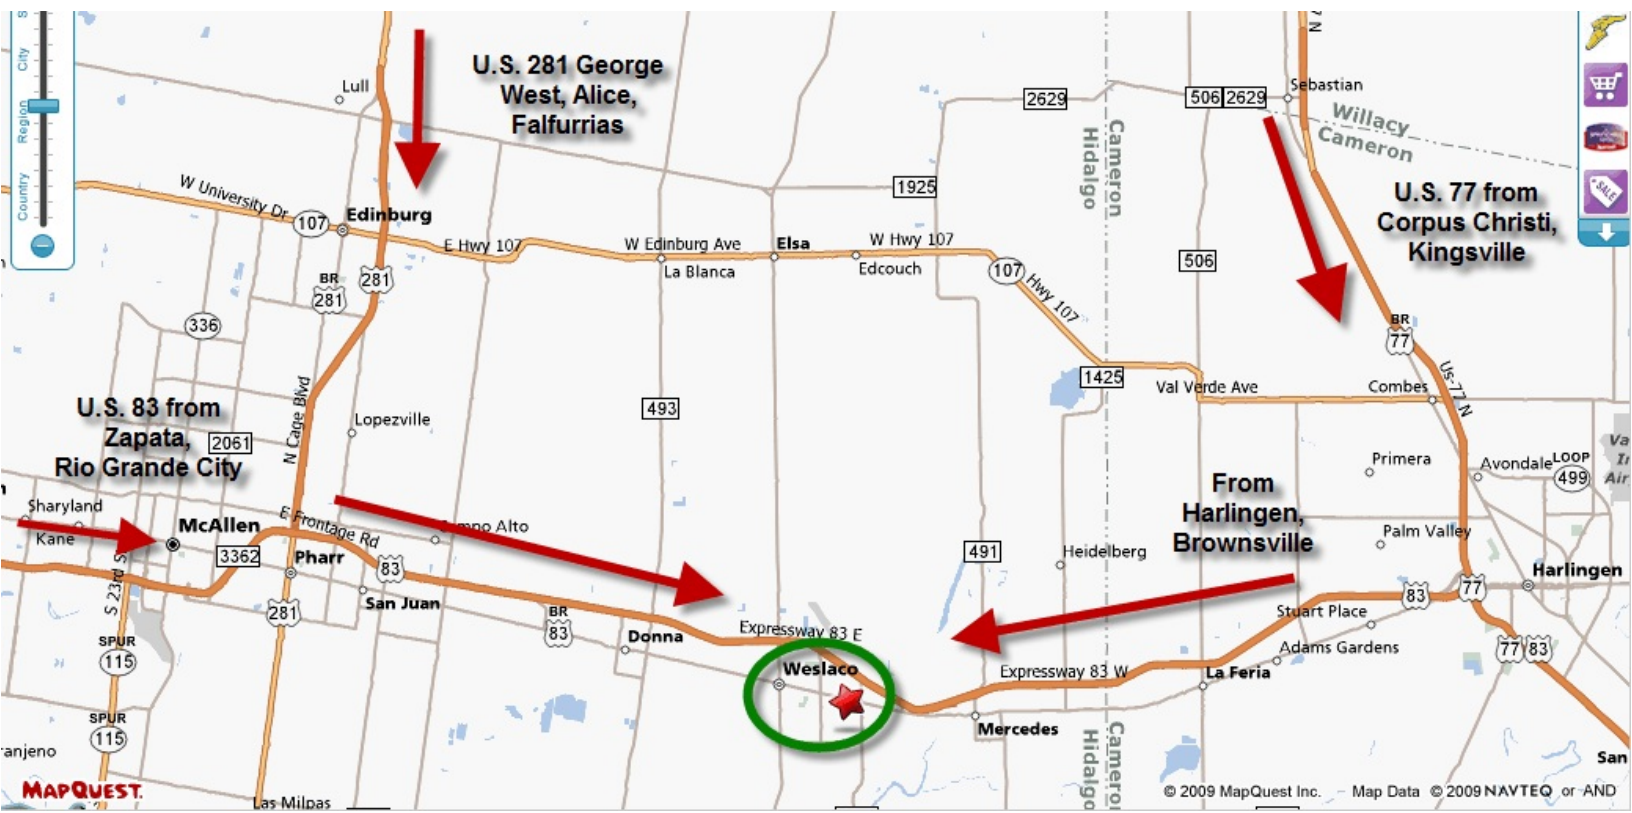 U.S. 281 George
West, Alice,
Falfurrias
Lull
City
Region
Country
W University Dr
107
Edinburg
BR
281
281
E Hwy 107
W Edinburg Ave
La Blanca
Elsa
W Hwy 107
Edcouch
107
Hwy 107
1925
2629
506 2629
Sebastian
Willacy
Cameron
Cameron
Hidalgo
U.S. 77 from
Corpus Christi,
Kingsville
SALE
506
336
BR
77
Us-77 N
1425
Val Verde Ave
Combes
493
U.S. 83 from
Zapata,
Rio Grande City
2061
N Cage Blvd
Lopezville
Primera
Avondale
LOOP
499
Air
Sharyland
Kane
McAllen
3362
E Frontage Rd
Pharr
83
San Juan
281
S 23rd S
SPUR
115
SPUR
115
BR
83
Donna
Expressway 83 E
Weslaco
491
Heidelberg
From
Harlingen,
Brownsville
Palm Valley
Harlingen
77
83
Stuart Place
Adams Gardens
77 83
La Feria
Expressway 83 W
Mercedes
Cameron
Hidalgo
San
ranjeno
Las Milpas
MAPQUEST.
© 2009 MapQuest Inc. Map Data © 2009 NAVTEQ or AND